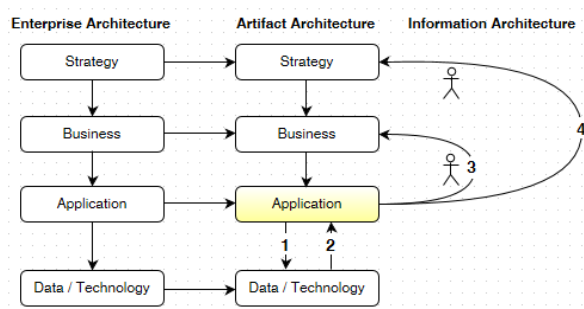 Enterprise Architecture Artifact Architecture Information Architecture
Strategy Strategy
4
Business Business
3
Application Application
1 2
Data / Technology Data / Technology